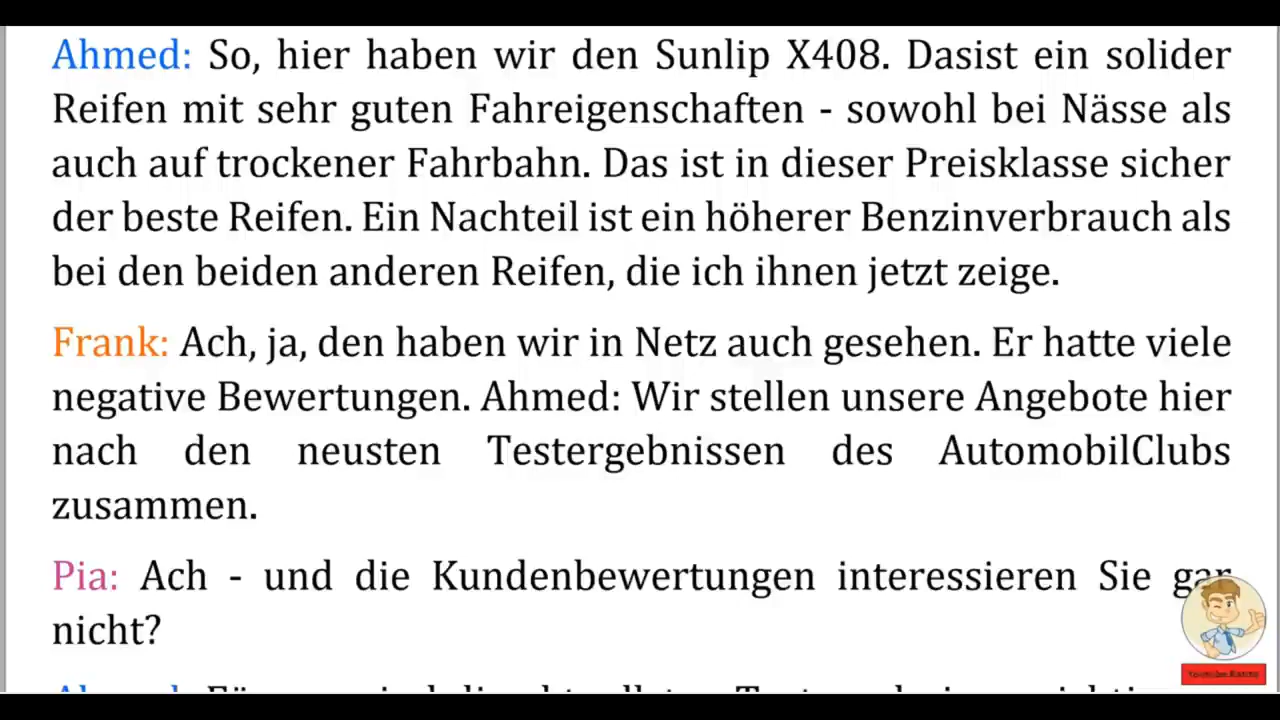 Ahmed: So, hier haben wir den Sunlip X408. Dasist ein solider
Reifen mit sehr guten Fahreigenschaften - sowohl bei Nässe als
auch auf trockener Fahrbahn. Das ist in dieser Preisklasse sicher
der beste Reifen. Ein Nachteil ist ein höherer Benzinverbrauch als
bei den beiden anderen Reifen, die ich ihnen jetzt zeige.
Frank: Ach, ja, den haben wir in Netz auch gesehen. Er hatte viele
negative Bewertungen. Ahmed: Wir stellen unsere Angebote hier
nach den neusten Testergebnissen des AutomobilClubs
zusammen.
Pia: Ach - und die Kundenbewertungen interessieren Sie gar
nicht?